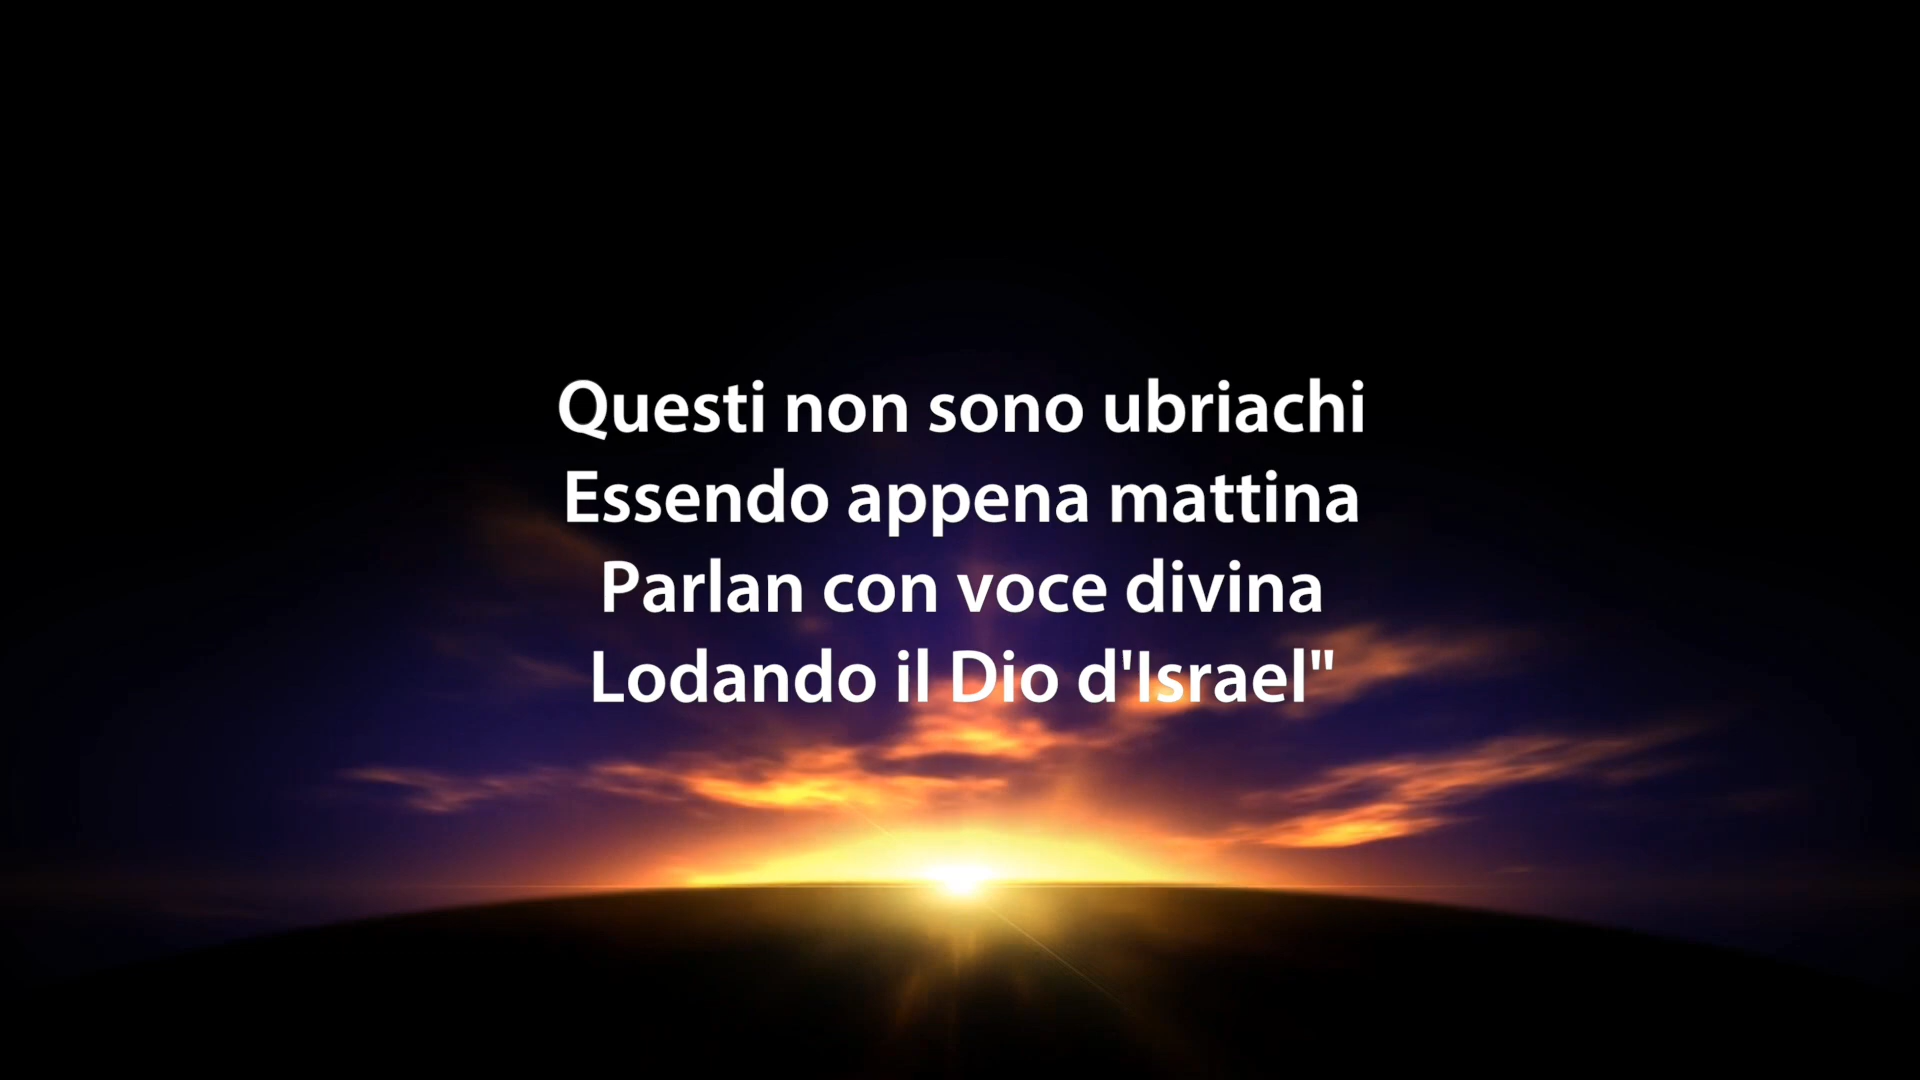 Questi non sono ubriachi
Essendo appena mattina
Parlan con voce divina
Lodando il Dio d'Israel"